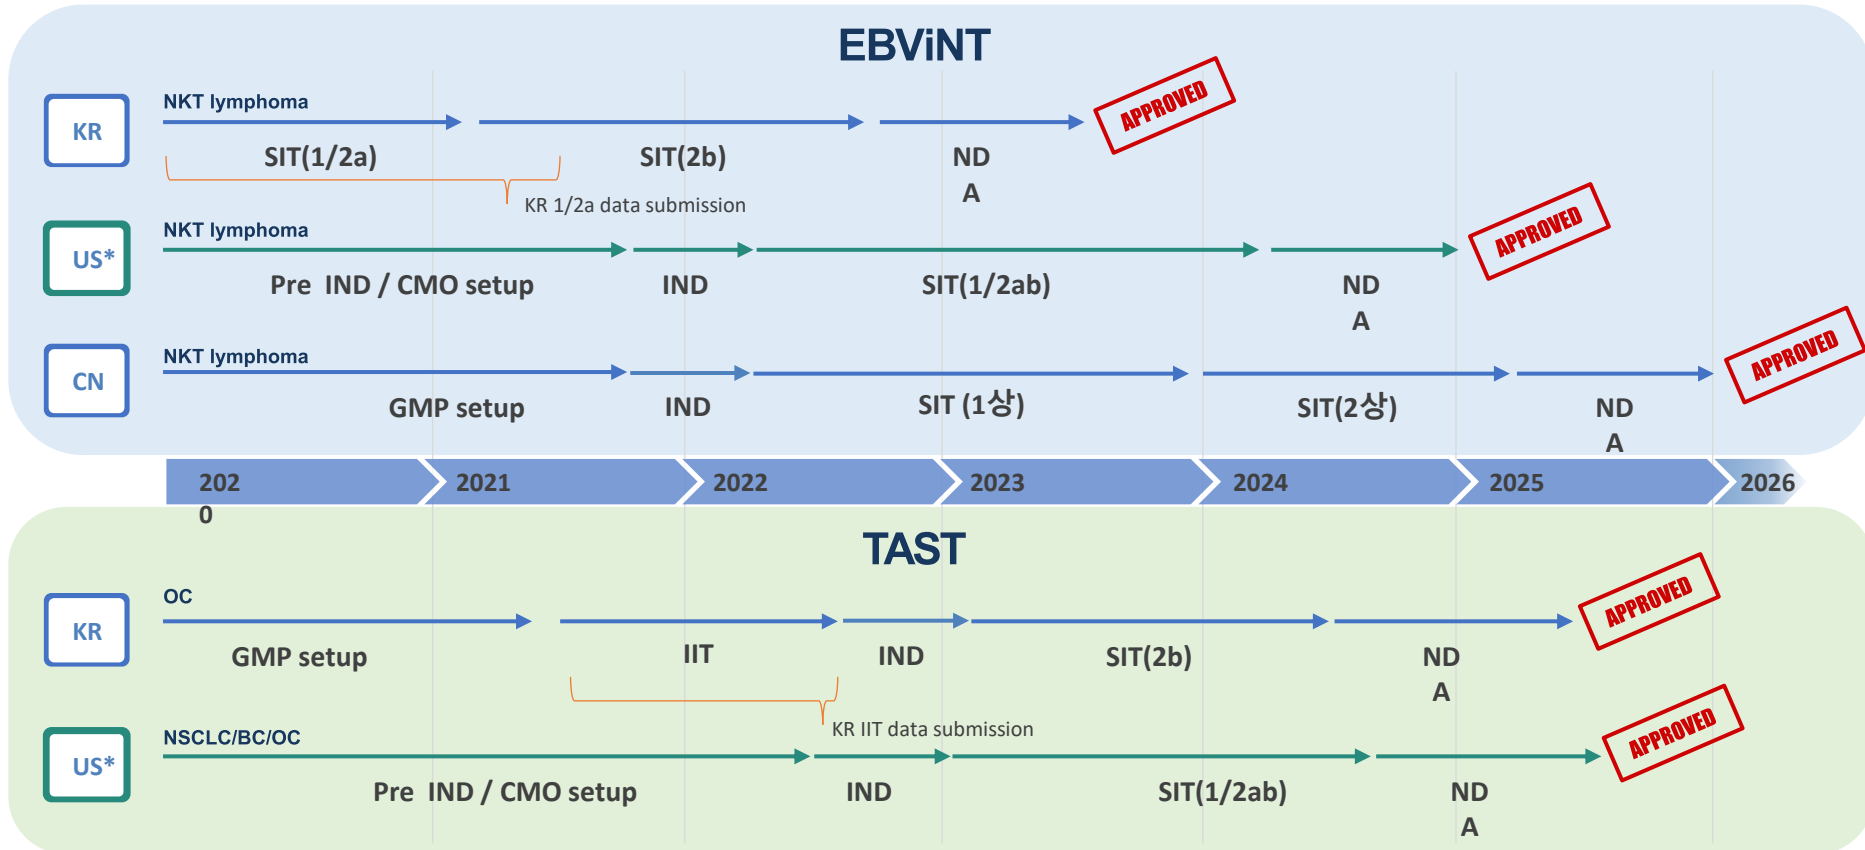 EBViNT
KR
NKT lymphoma
APPROVED
SIT(1/2a)
SIT(2b)
ND
A
KR 1/2a data submission
US*
NKT lymphoma
APPROVED
Pre IND / CMO setup
IND
SIT(1/2ab)
ND
A
CN
NKT lymphoma
APPROVED
GMP setup
IND
SIT (1상)
SIT(2상)
ND
A
202
0
2021
2022
2023
2024
2025
2026
TAST
KR
OC
APPROVED
GMP setup
IIT
IND
SIT(2b)
ND
A
KR IIT data submission
US*
NSCLC/BC/OC
APPROVED
Pre IND / CMO setup
IND
SIT(1/2ab)
ND
A